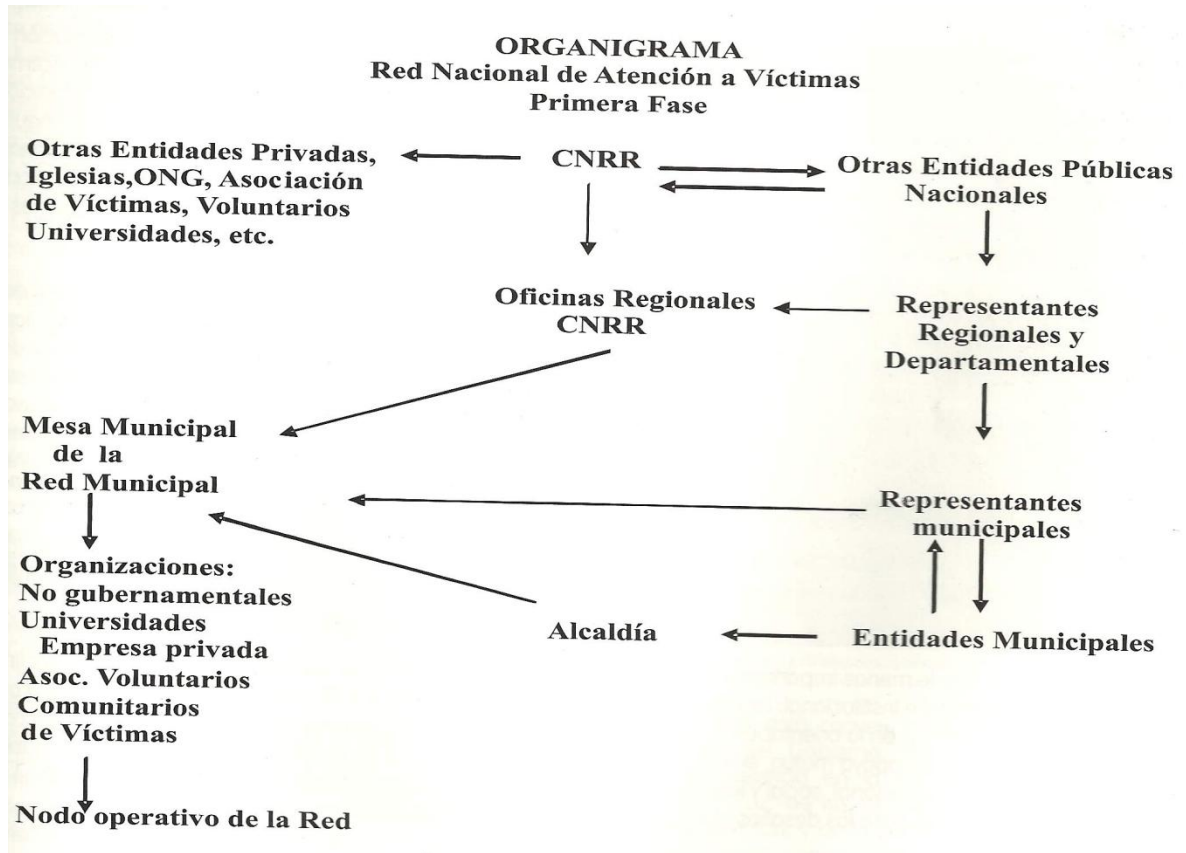 ORGANIGRAMA
Red Nacional de Atención a Víctimas
Primera Fase
Otras Entidades Privadas,
Iglesias,ONG, Asociación
de Víctimas, Voluntarios
Universidades, etc.
CNRR
Otras Entidades Públicas
Nacionales
Oficinas Regionales
CNRR
Representantes
Regionales y
Departamentales
Mesa Municipal
de la
Red Municipal
Representantes
municipales
Organizaciones:
No gubernamentales
Universidades
Empresa privada
Asoc. Voluntarios
Comunitarios
de Víctimas
Alcaldía
Entidades Municipales
Nodo operativo de la Red